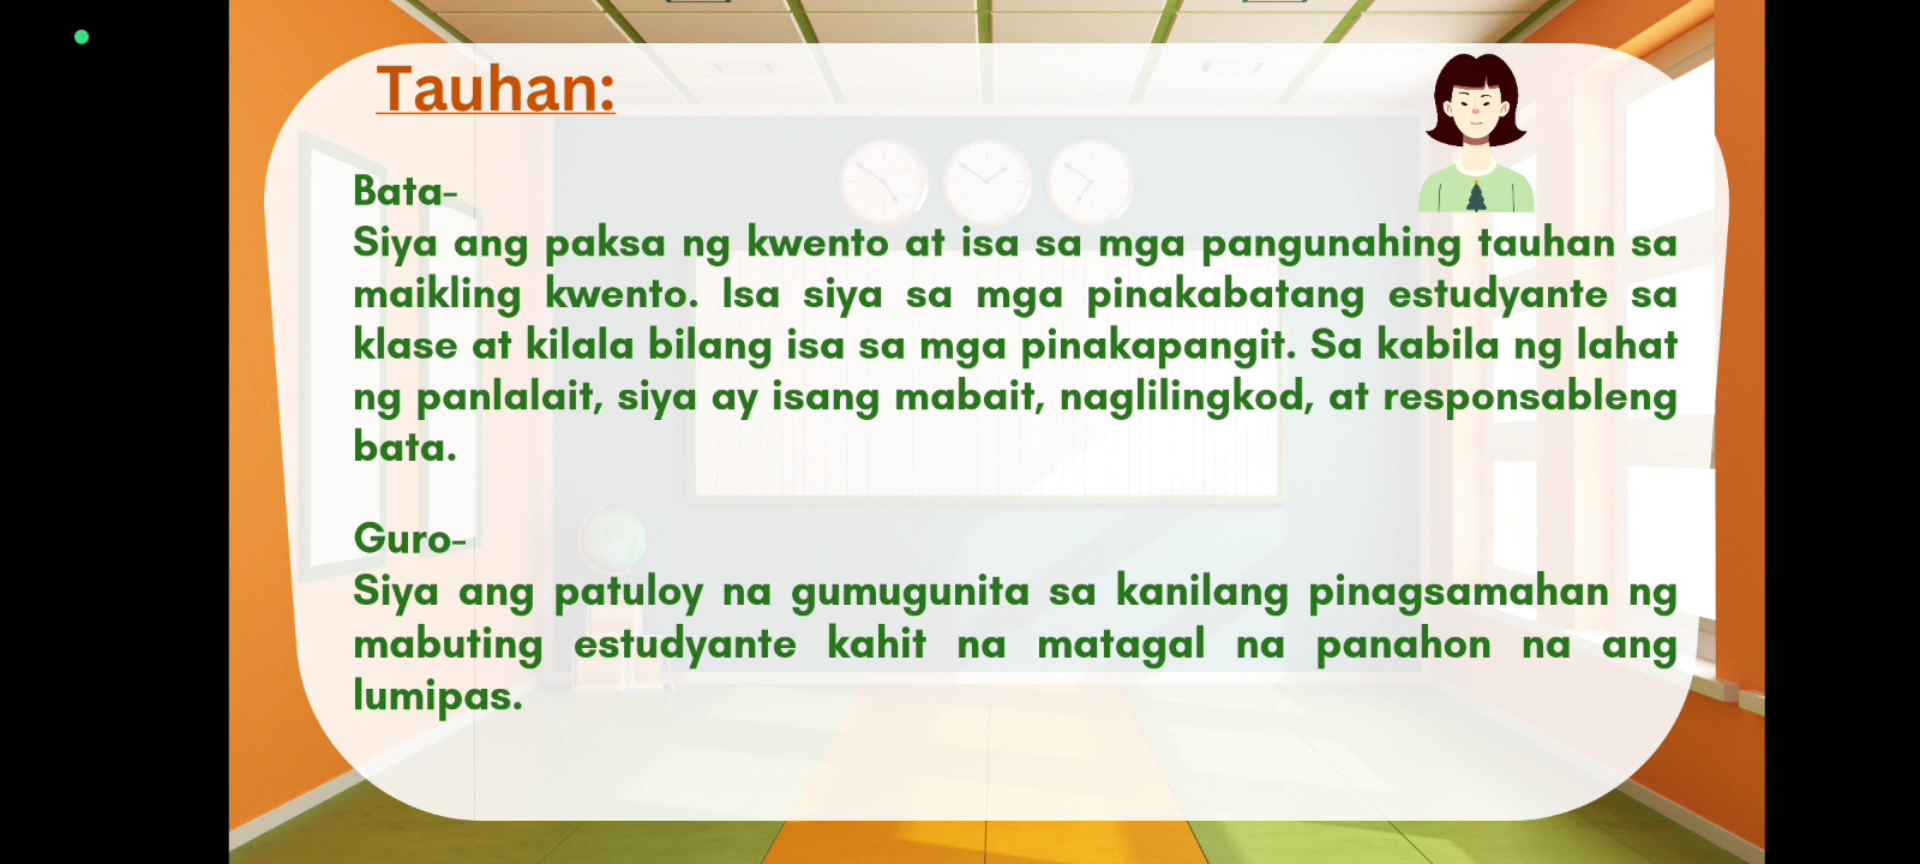 Tauhan:
Bata-
Siya ang paksa ng kwento at isa sa mga pangunahing tauhan sa
maikling kwento. Isa siya sa mga pinakabatang estudyante sa
klase at kilala bilang isa sa mga pinakapangit. Sa kabila ng lahat
ng panlalait, siya ay isang mabait, naglilingkod, at responsableng
bata.
Guro-
Siya ang patuloy na gumugunita sa kanilang pinagsamahan ng
mabuting estudyante kahit na matagal na panahon na ang
lumipas.